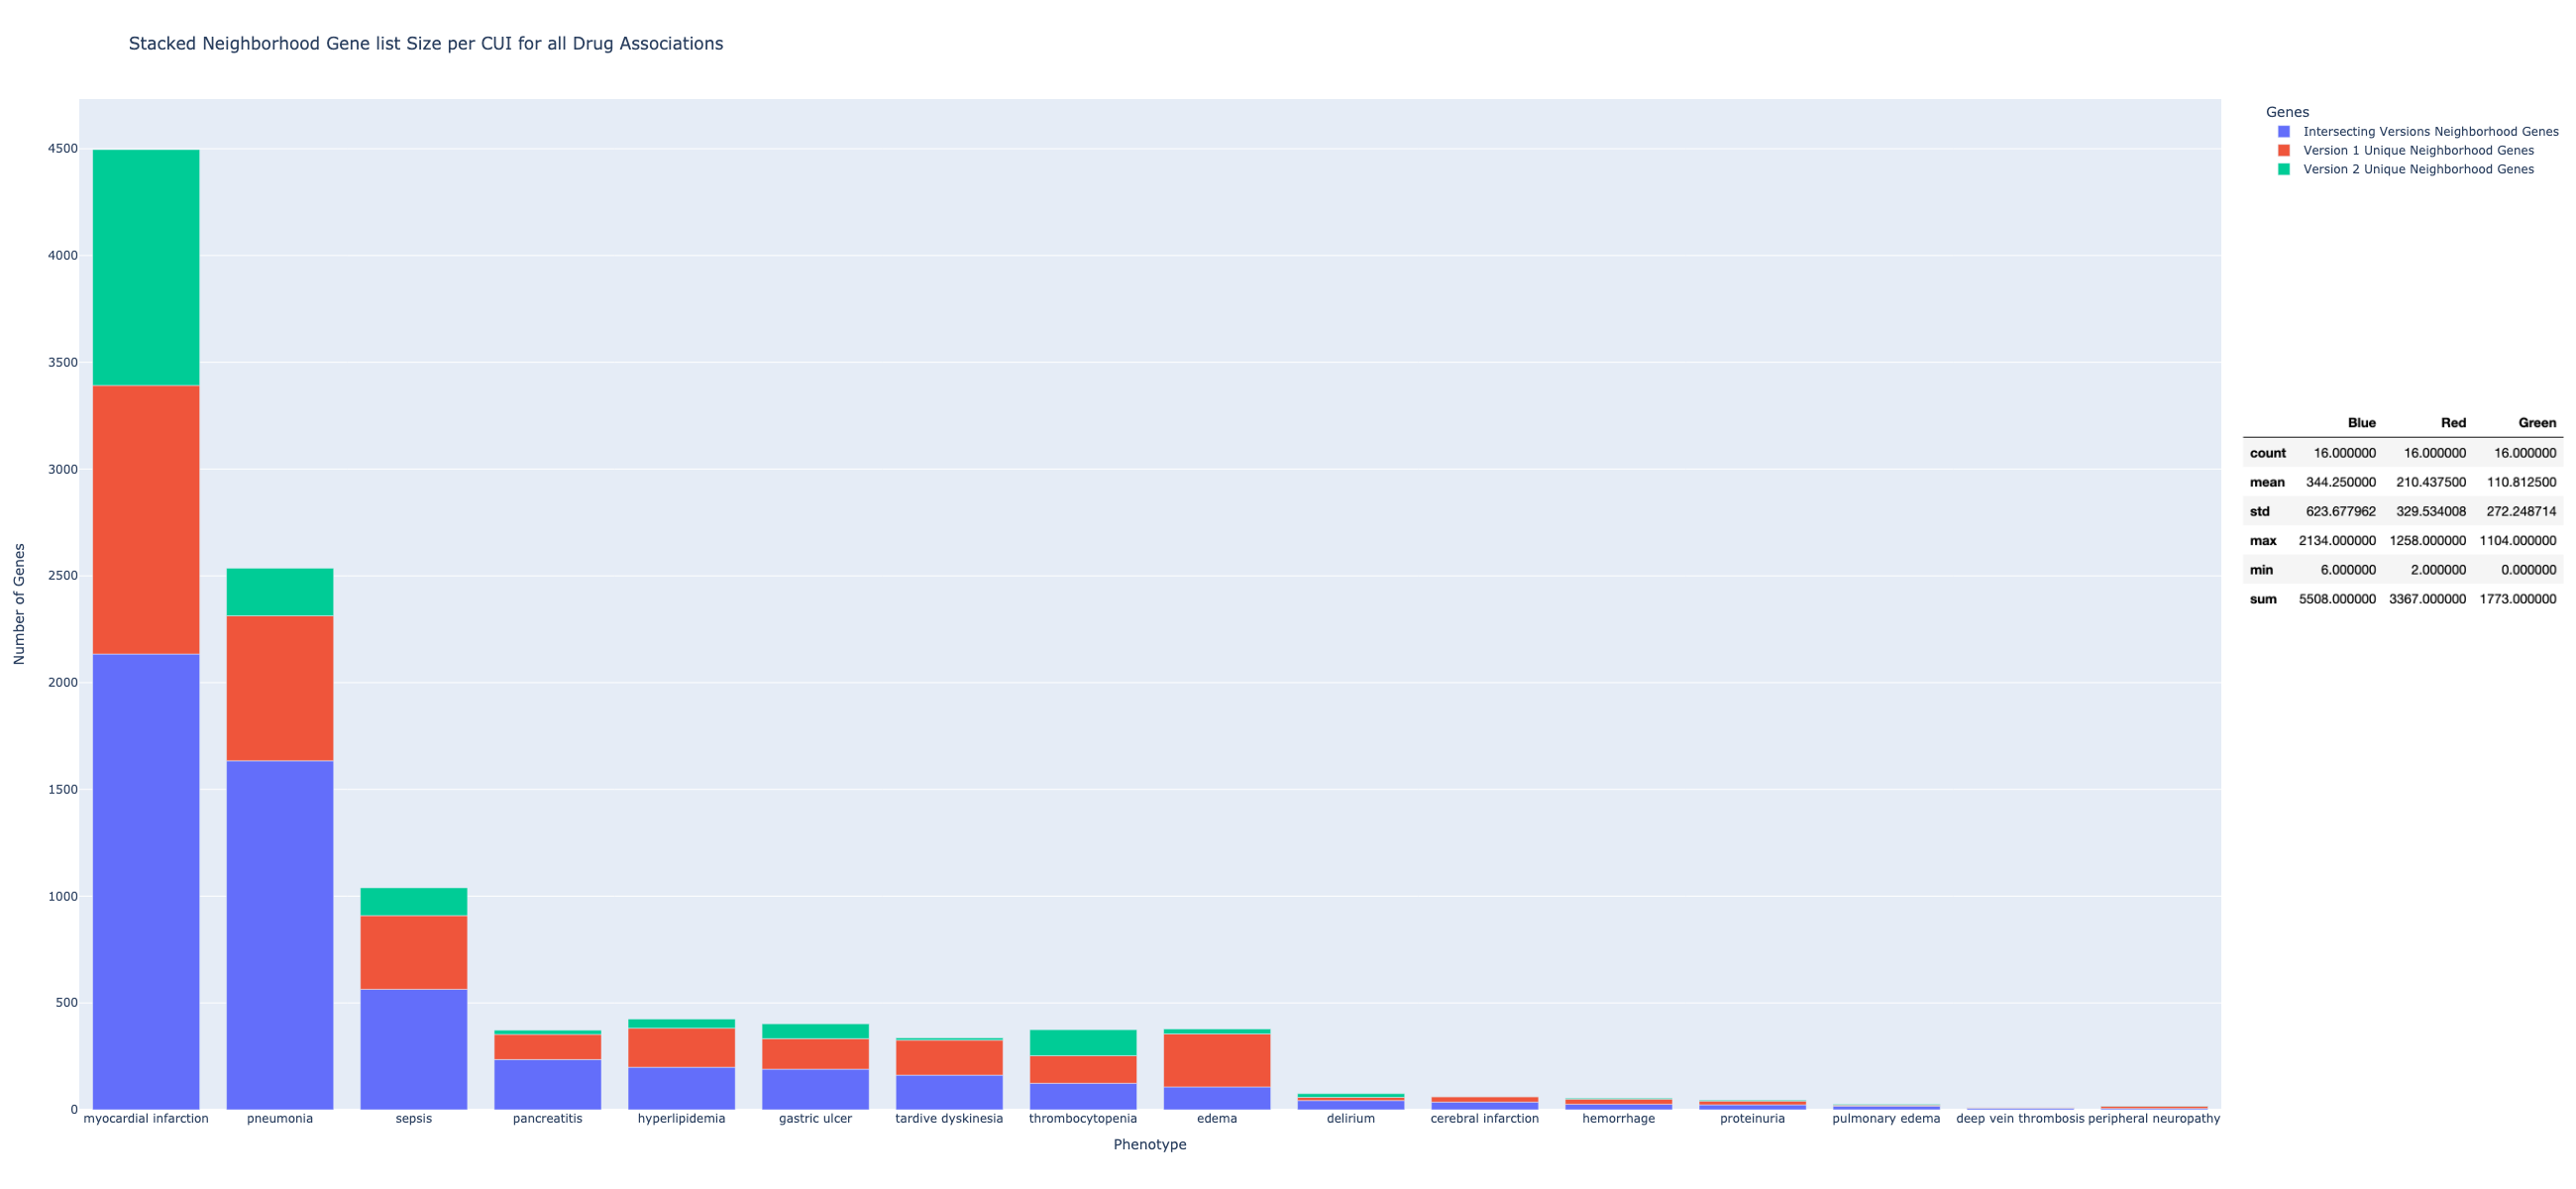 Stacked Neighborhood Gene list Size per CUI for all Drug Associations
Genes
Intersecting Versions Neighborhood Genes
Version 1 Unique Neighborhood Genes
Version 2 Unique Neighborhood Genes
Number of Genes
4500
4000
3500
3000
2500
2000
1500
1000
500
0
myocardial infarction pneumonia sepsis pancreatitis hyperlipidemia gastric ulcer tardive dyskinesia thrombocytopenia edema delirium cerebral infarction hemorrhage proteinuria pulmonary edema deep vein thrombosis peripheral neuropathy
Phenotype
Blue Red Green
count 16.000000 16.000000 16.000000
mean 344.250000 210.437500 110.812500
std 623.677962 329.534008 272.248714
max 2134.000000 1258.000000 1104.000000
min 6.000000 2.000000 0.000000
sum 5508.000000 3367.000000 1773.000000